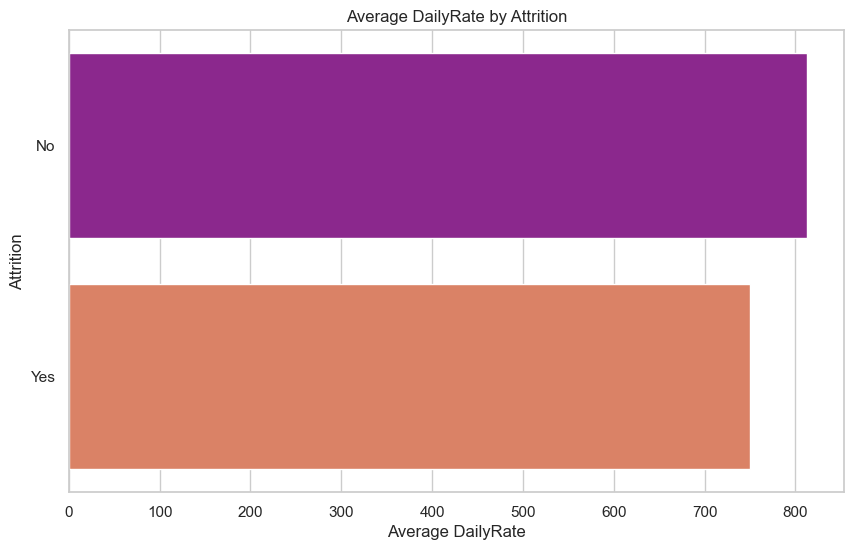 Average DailyRate by Attrition
Attrition
No
Yes
0 100 200 300 400 500 600 700 800
Average DailyRate